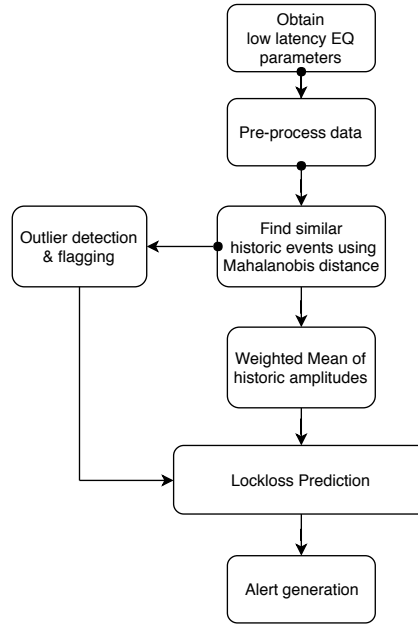 Obtain
low latency EQ
parameters
Pre-process data
Outlier detection
& flagging
Find similar
historic events using
Mahalanobis distance
Weighted Mean of
historic amplitudes
Lockloss Prediction
Alert generation